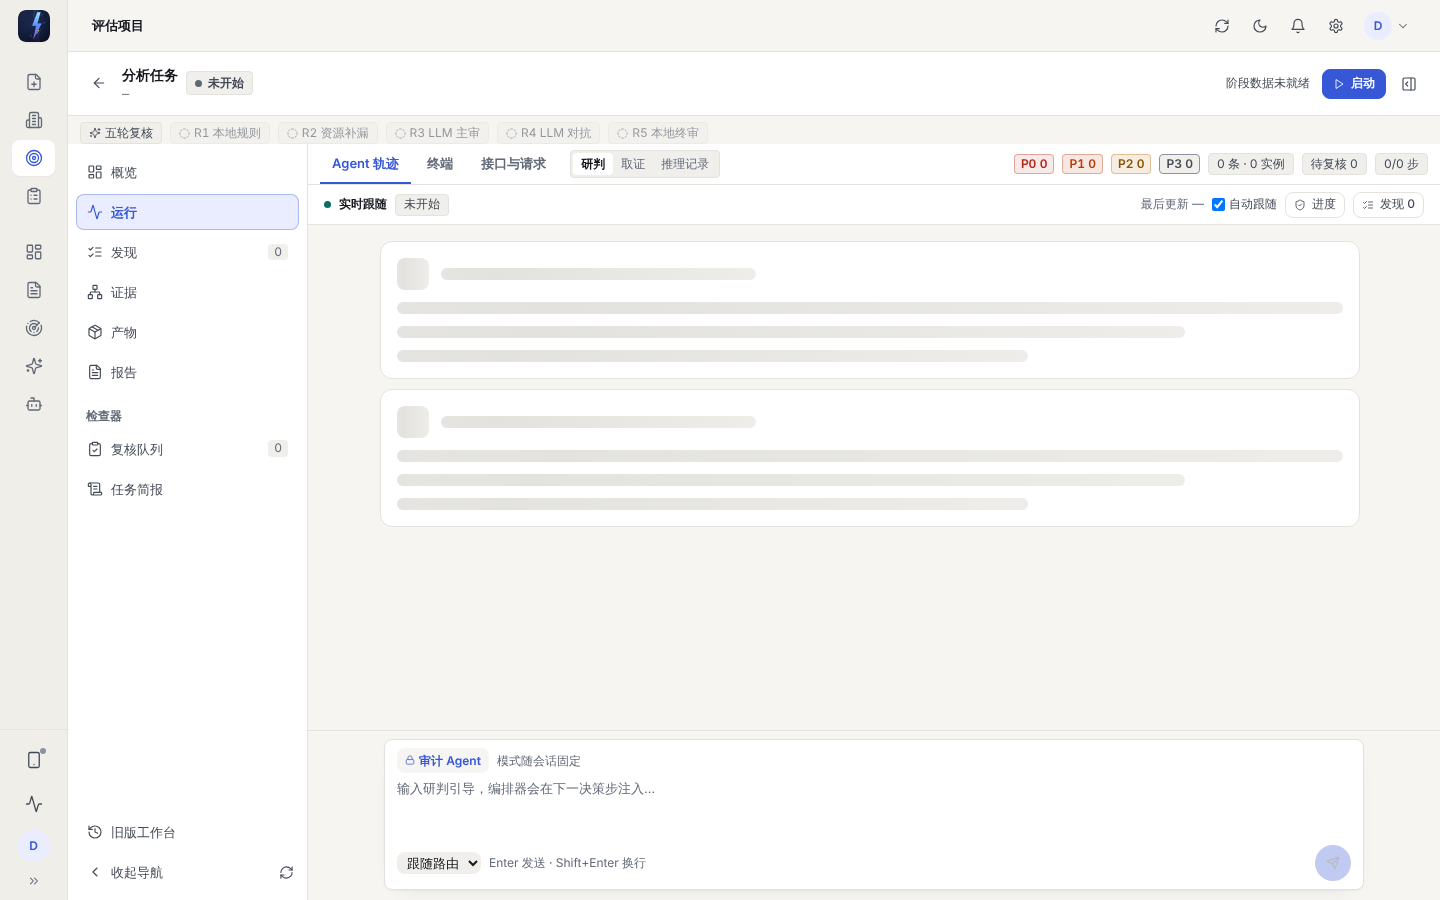 评估项目
D
分析任务
—
未开始
阶段数据未就绪
启动
五轮复核
R1 本地规则
R2 资源补漏
R3 LLM 主审
R4 LLM 对抗
R5 本地终审
概览
运行
发现
0
证据
产物
报告
检查器
复核队列
0
任务简报
旧版工作台
收起导航
D
Agent 轨迹
终端
接口与请求
研判
取证
推理记录
P0 0
P1 0
P2 0
P3 0
0 条 · 0 实例
待复核 0
0/0 步
实时跟随
未开始
最后更新 —
自动跟随
进度
发现 0
审计 Agent
模式随会话固定
输入研判引导，编排器会在下一决策步注入...
跟随路由
Enter 发送 · Shift+Enter 换行